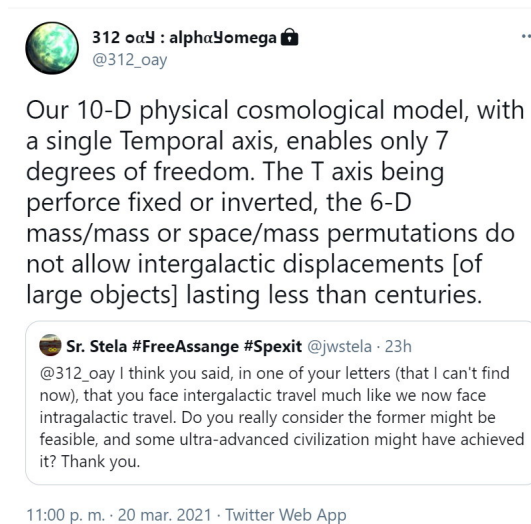 312 oαყ : alphαყomega
@312_oay
Our 10-D physical cosmological model, with
a single Temporal axis, enables only 7
degrees of freedom. The T axis being
perforce fixed or inverted, the 6-D
mass/mass or space/mass permutations do
not allow intergalactic displacements [of
large objects] lasting less than centuries.
Sr. Stela #FreeAssange #Spexit @jwstela · 23h
@312_oay I think you said, in one of your letters (that I can't find
now), that you face intergalactic travel much like we now face
intragalactic travel. Do you really consider the former might be
feasible, and some ultra-advanced civilization might have achieved
it? Thank you.
11:00 p. m. · 20 mar. 2021 · Twitter Web App